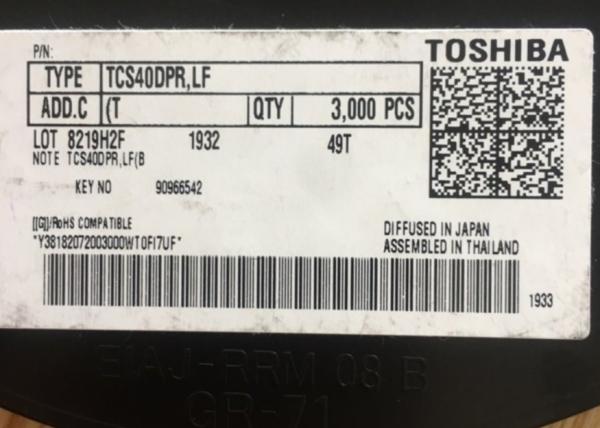 P/N:
TOSHIBA
TYPE TCS40DPR,LF
ADD.C (T QTY 3,000 PCS
LOT 8219H2F 1932 49T
NOTE TCS40DPR,LF(B
KEY NO 90966542
[[G]]/RoHS COMPATIBLE
DIFFUSED IN JAPAN
*Y38182072003000WT0FI7UF*
ASSEMBLED IN THAILAND
1933
EIAJ-RRM 08 B
GR-71